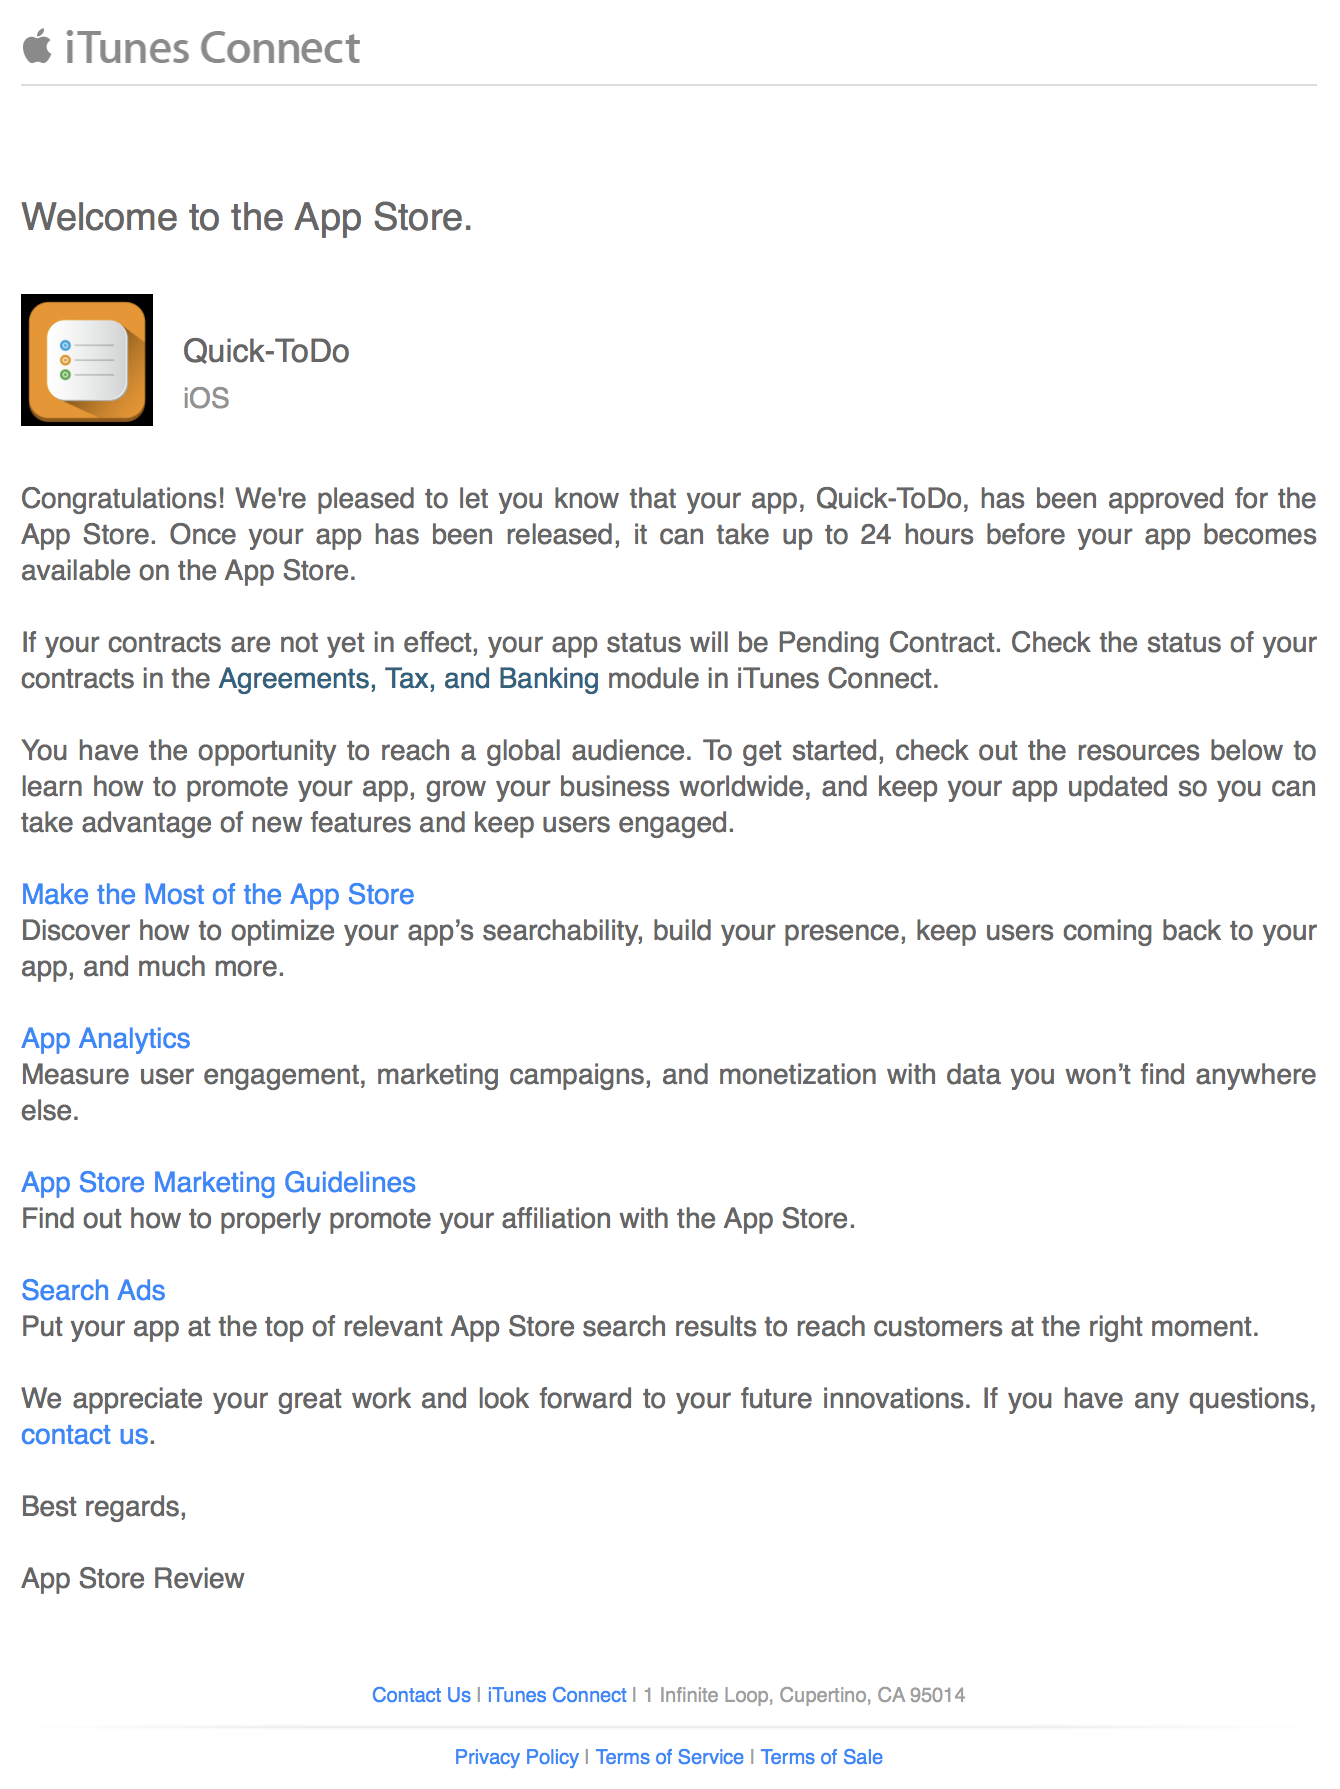 iTunes Connect
Welcome to the App Store.
Quick-ToDo
iOS
Congratulations! We're pleased to let you know that your app, Quick-ToDo, has been approved for the
App Store. Once your app has been released, it can take up to 24 hours before your app becomes
available on the App Store.
If your contracts are not yet in effect, your app status will be Pending Contract. Check the status of your
contracts in the Agreements, Tax, and Banking module in iTunes Connect.
You have the opportunity to reach a global audience. To get started, check out the resources below to
learn how to promote your app, grow your business worldwide, and keep your app updated so you can
take advantage of new features and keep users engaged.
Make the Most of the App Store
Discover how to optimize your app’s searchability, build your presence, keep users coming back to your
app, and much more.
App Analytics
Measure user engagement, marketing campaigns, and monetization with data you won’t find anywhere
else.
App Store Marketing Guidelines
Find out how to properly promote your affiliation with the App Store.
Search Ads
Put your app at the top of relevant App Store search results to reach customers at the right moment.
We appreciate your great work and look forward to your future innovations. If you have any questions,
contact us.
Best regards,
App Store Review
Contact Us | iTunes Connect | 1 Infinite Loop, Cupertino, CA 95014
Privacy Policy | Terms of Service | Terms of Sale